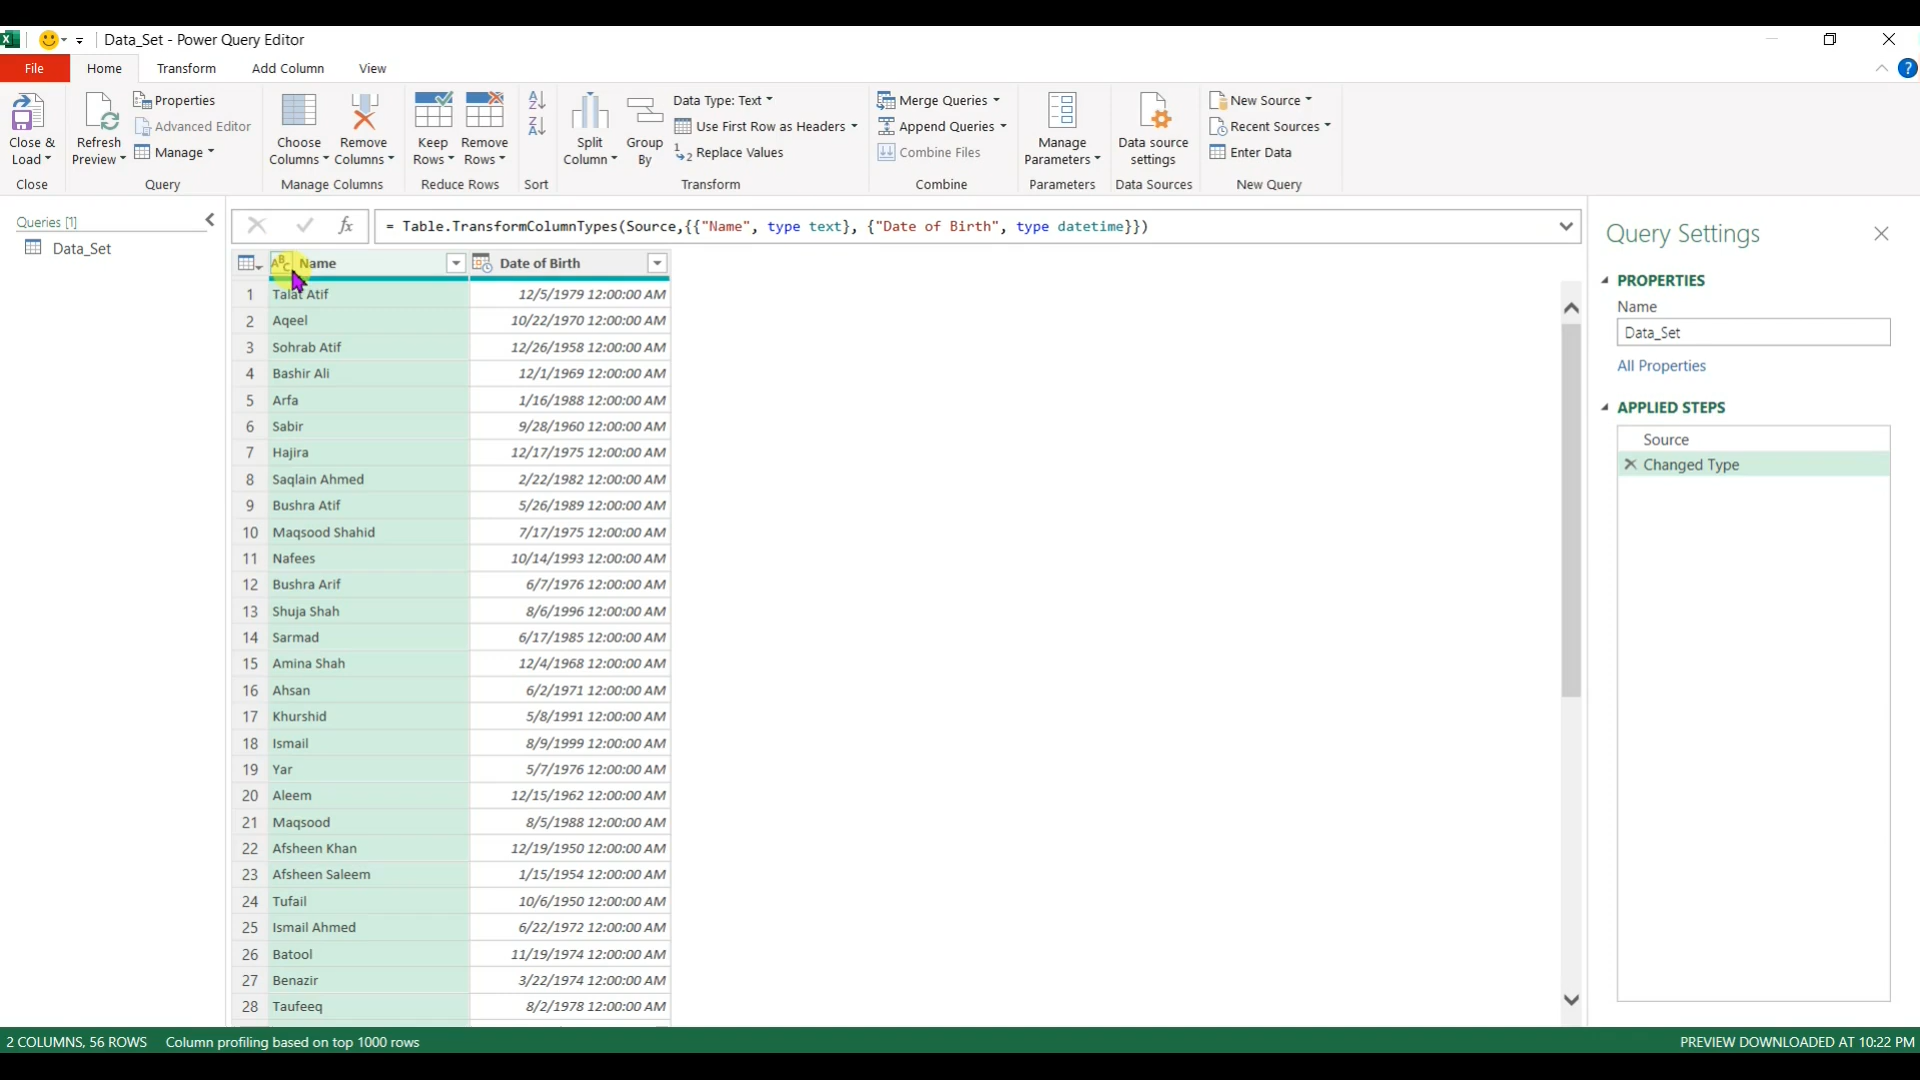 Data_Set - Power Query Editor
File Home Transform Add Column View
Close & Load
Close
Refresh Preview
Properties
Advanced Editor
Manage
Query
Choose Columns
Remove Columns
Manage Columns
Keep Rows
Remove Rows
Reduce Rows
A Z
Z A
Sort
Split Column
Group By
Data Type: Text
Use First Row as Headers
1 2 Replace Values
Transform
Merge Queries
Append Queries
Combine Files
Combine
Manage Parameters
Parameters
Data source settings
Data Sources
New Source
Recent Sources
Enter Data
New Query
Queries [1]
Data_Set
fx = Table.TransformColumnTypes(Source,{{"Name", type text}, {"Date of Birth", type datetime}})
ABC Name Date of Birth
1 Talat Atif 12/5/1979 12:00:00 AM
2 Aqeel 10/22/1970 12:00:00 AM
3 Sohrab Atif 12/26/1958 12:00:00 AM
4 Bashir Ali 12/1/1969 12:00:00 AM
5 Arfa 1/16/1988 12:00:00 AM
6 Sabir 9/28/1960 12:00:00 AM
7 Hajira 12/17/1975 12:00:00 AM
8 Saqlain Ahmed 2/22/1982 12:00:00 AM
9 Bushra Atif 5/26/1989 12:00:00 AM
10 Maqsood Shahid 7/17/1975 12:00:00 AM
11 Nafees 10/14/1993 12:00:00 AM
12 Bushra Arif 6/7/1976 12:00:00 AM
13 Shuja Shah 8/6/1996 12:00:00 AM
14 Sarmad 6/17/1985 12:00:00 AM
15 Amina Shah 12/4/1968 12:00:00 AM
16 Ahsan 6/2/1971 12:00:00 AM
17 Khurshid 5/8/1991 12:00:00 AM
18 Ismail 8/9/1999 12:00:00 AM
19 Yar 5/7/1976 12:00:00 AM
20 Aleem 12/15/1962 12:00:00 AM
21 Maqsood 8/5/1988 12:00:00 AM
22 Afsheen Khan 12/19/1950 12:00:00 AM
23 Afsheen Saleem 1/15/1954 12:00:00 AM
24 Tufail 10/6/1950 12:00:00 AM
25 Ismail Ahmed 6/22/1972 12:00:00 AM
26 Batool 11/19/1974 12:00:00 AM
27 Benazir 3/22/1974 12:00:00 AM
28 Taufeeq 8/2/1978 12:00:00 AM
Query Settings
PROPERTIES
Name
Data_Set
All Properties
APPLIED STEPS
Source
Changed Type
2 COLUMNS, 56 ROWS Column profiling based on top 1000 rows
PREVIEW DOWNLOADED AT 10:22 PM